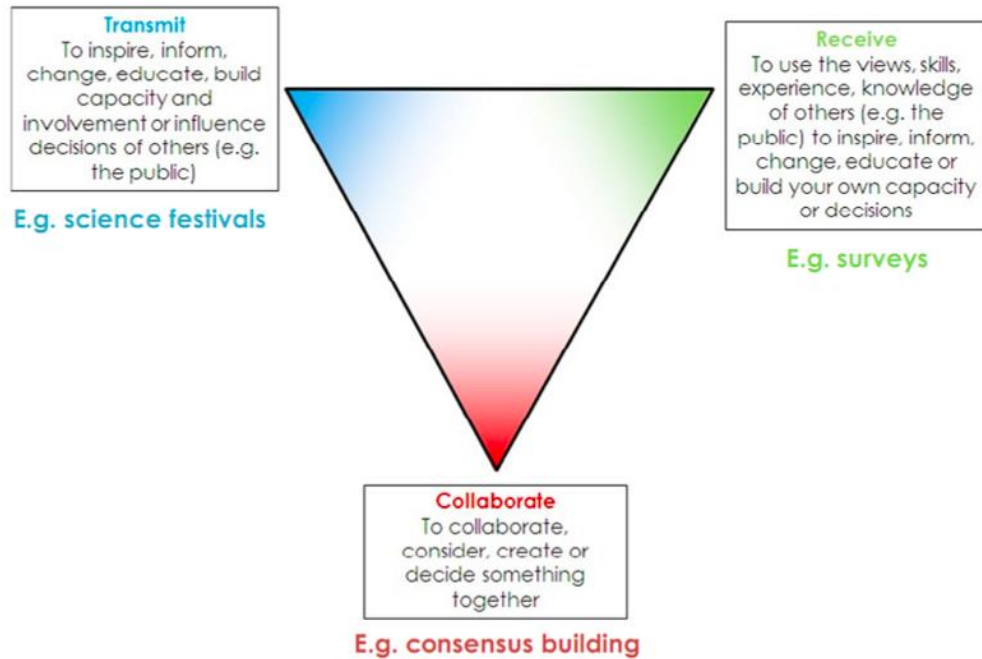 Transmit
To inspire, inform,
change, educate, build
capacity and
involvement or influence
decisions of others (e.g.
the public)
E.g. science festivals
Receive
To use the views, skills,
experience, knowledge
of others (e.g. the
public) to inspire, inform,
change, educate or
build your own capacity
or decisions
E.g. surveys
Collaborate
To collaborate,
consider, create or
decide something
together
E.g. consensus building